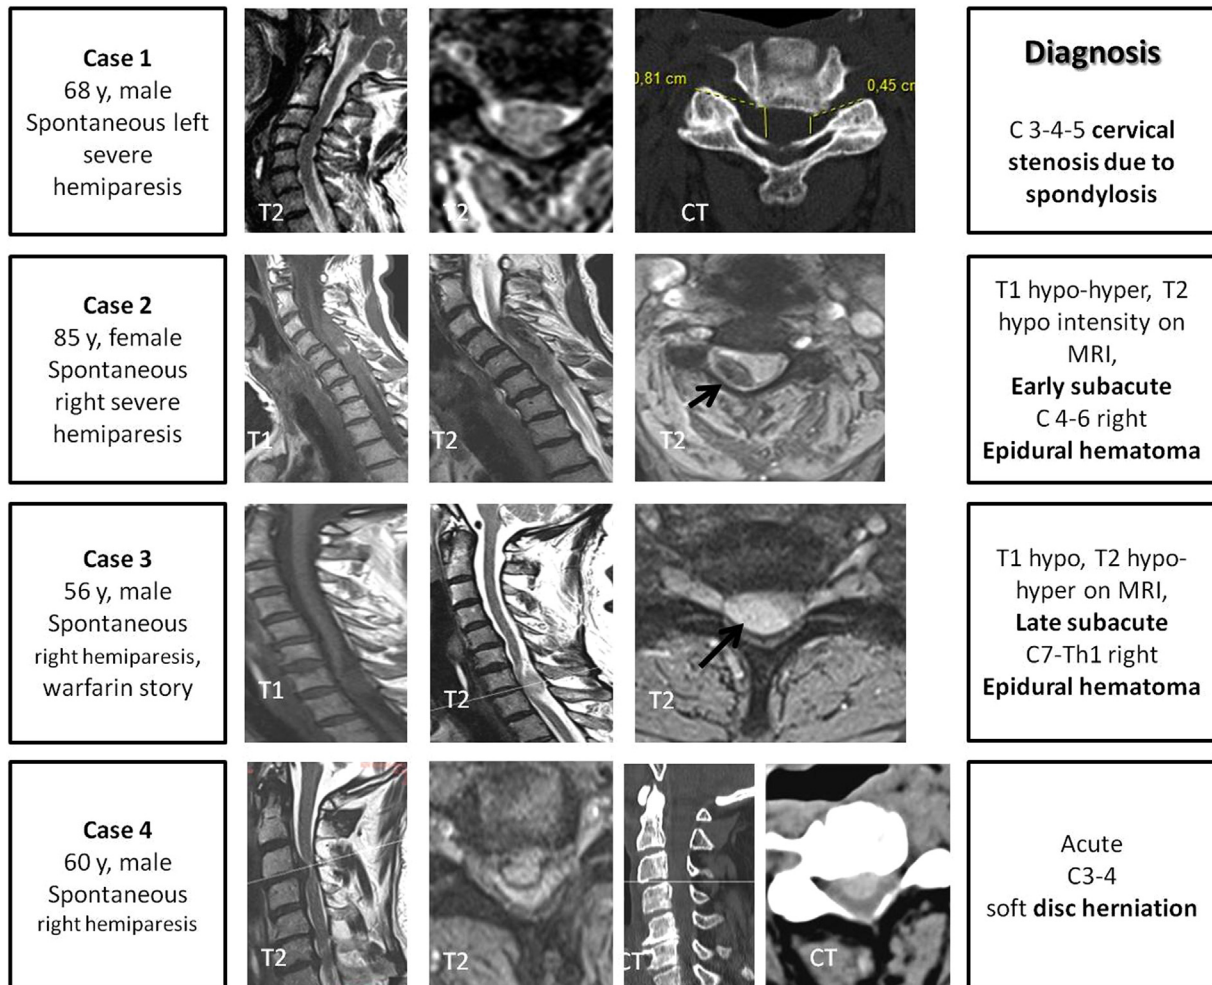 Case 1
68 y, male
Spontaneous left
severe
hemiparesis
T2
T2
0,81 cm
0,45 cm
CT
Diagnosis
C 3-4-5 cervical
stenosis due to
spondylosis
Case 2
85 y, female
Spontaneous
right severe
hemiparesis
T1
T2
T2
T1 hypo-hyper, T2
hypo intensity on
MRI,
Early subacute
C 4-6 right
Epidural hematoma
Case 3
56 y, male
Spontaneous
right hemiparesis,
warfarin story
T1
T2
T2
T1 hypo, T2 hypo-
hyper on MRI,
Late subacute
C7-Th1 right
Epidural hematoma
Case 4
60 y, male
Spontaneous
right hemiparesis
T2
T2
CT
CT
Acute
C3-4
soft disc herniation